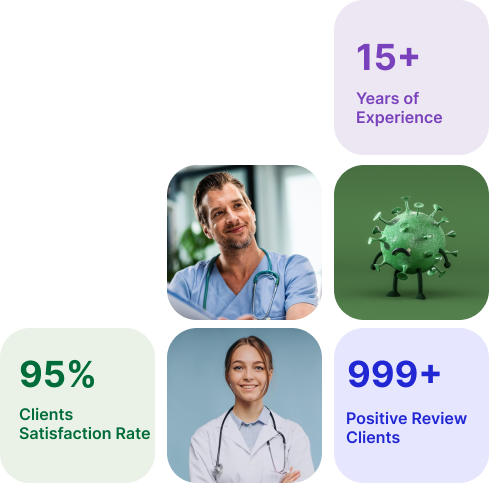 15+
Years of
Experience
95%
Clients
Satisfaction Rate
999+
Positive Review
Clients